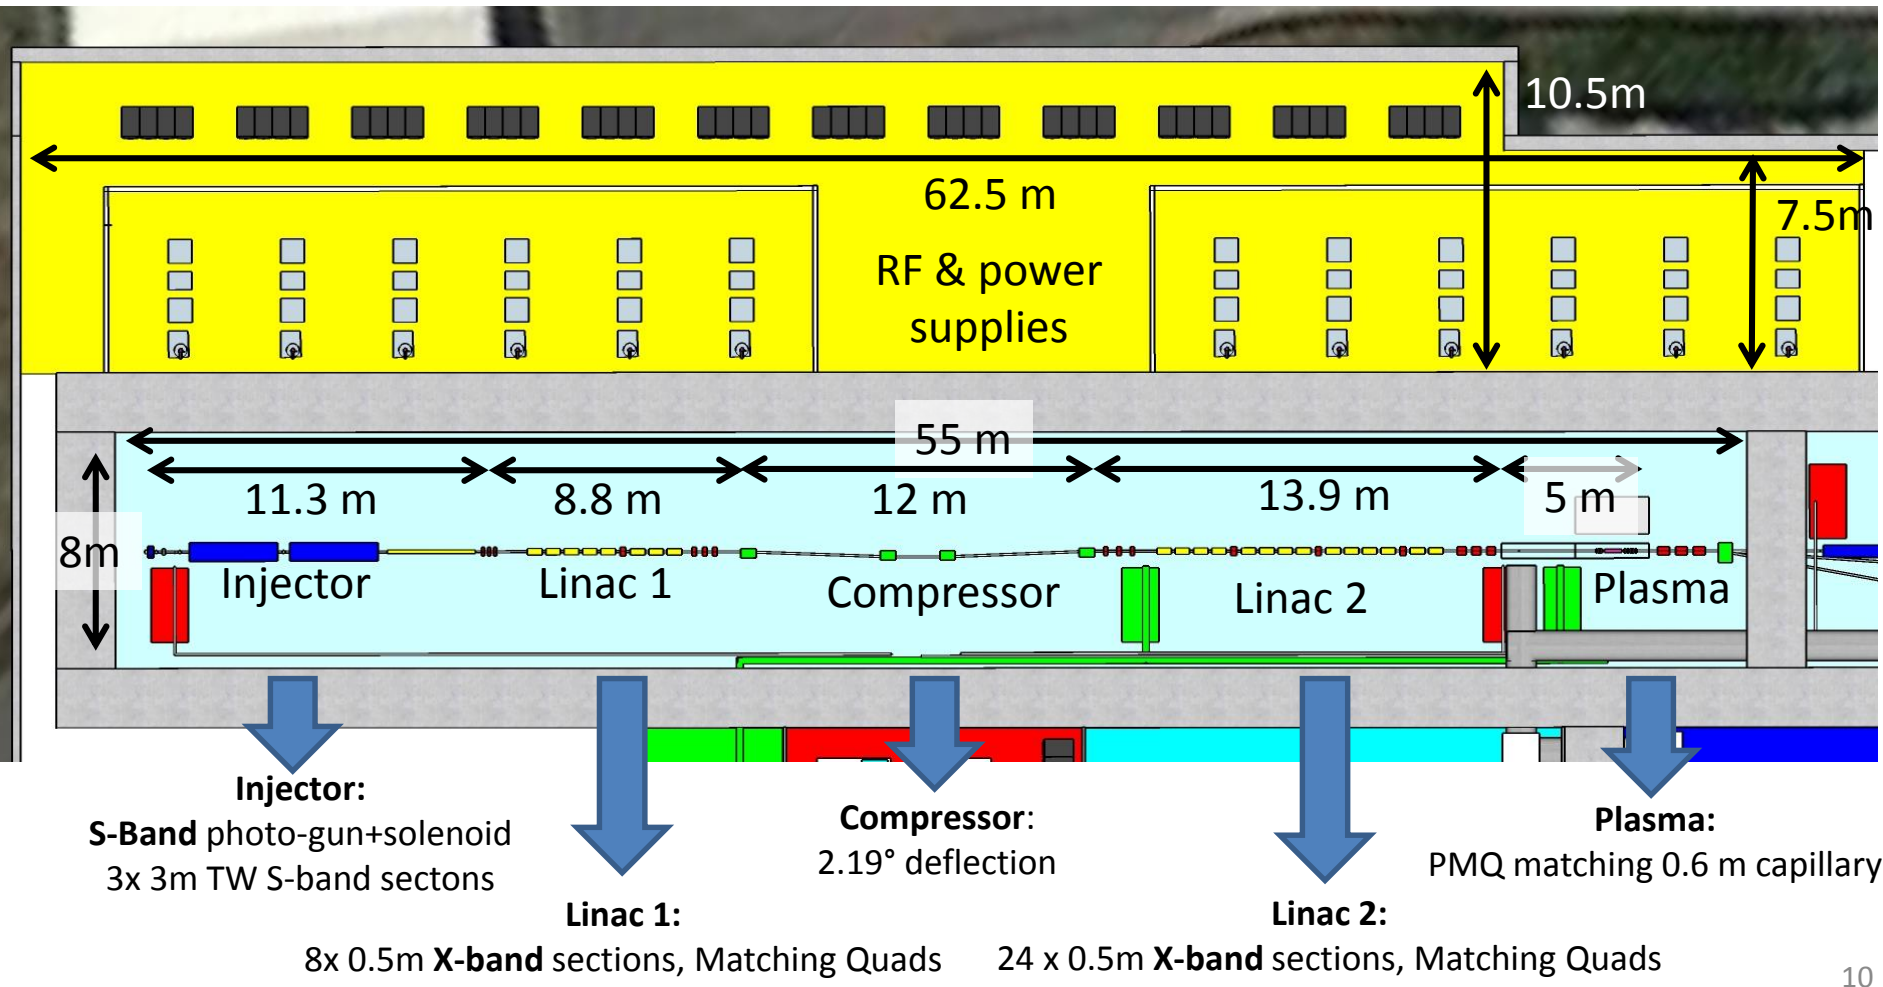 10.5m
62.5 m
7.5m
RF & power
supplies
55 m
11.3 m
8.8 m
12 m
13.9 m
5 m
8m
Injector
Linac 1
Compressor
Linac 2
Plasma
Injector:
S-Band photo-gun+solenoid
3x 3m TW S-band sectons
Linac 1:
8x 0.5m X-band sections, Matching Quads
Compressor:
2.19° deflection
Linac 2:
24 x 0.5m X-band sections, Matching Quads
Plasma:
PMQ matching 0.6 m capillary
10